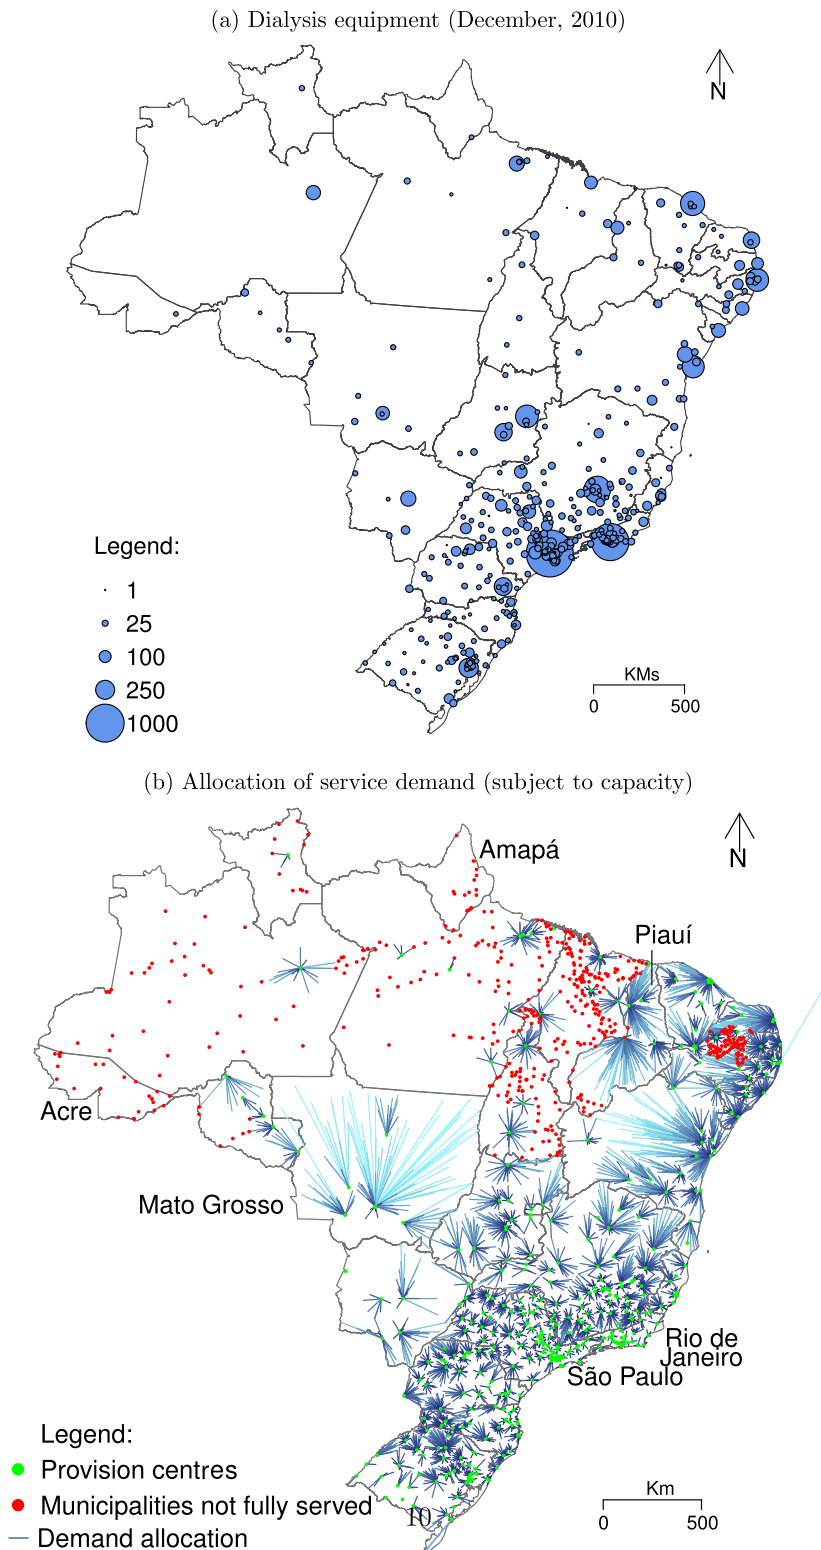 (a) Dialysis equipment (December, 2010)
N
Legend:
1
25
100
250
1000
KMs
0 500
(b) Allocation of service demand (subject to capacity)
N
Amapá
Piauí
Acre
Mato Grosso
Rio de
Janeiro
São Paulo
Legend:
Provision centres
Municipalities not fully served
Demand allocation
Km
0 500
10